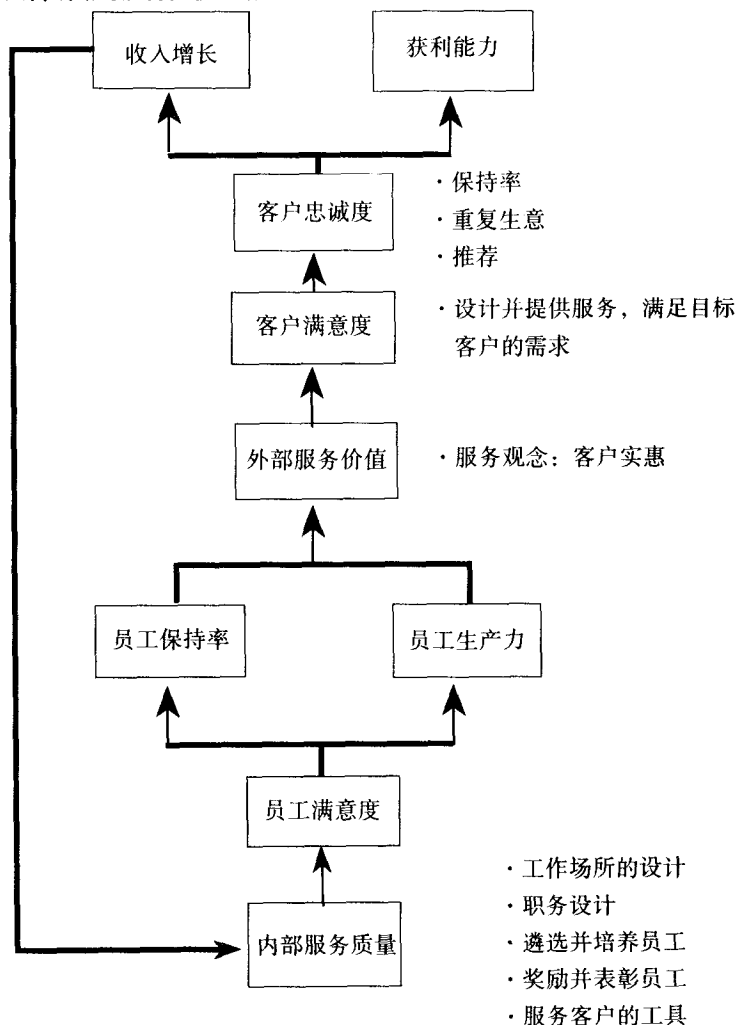 收入增长
获利能力
客户忠诚度
·保持率
·重复生意
·推荐
客户满意度
·设计并提供服务，满足目标
客户的需求
外部服务价值
·服务观念：客户实惠
员工保持率
员工生产力
员工满意度
内部服务质量
·工作场所的设计
·职务设计
·遴选并培养员工
·奖励并表彰员工
·服务客户的工具